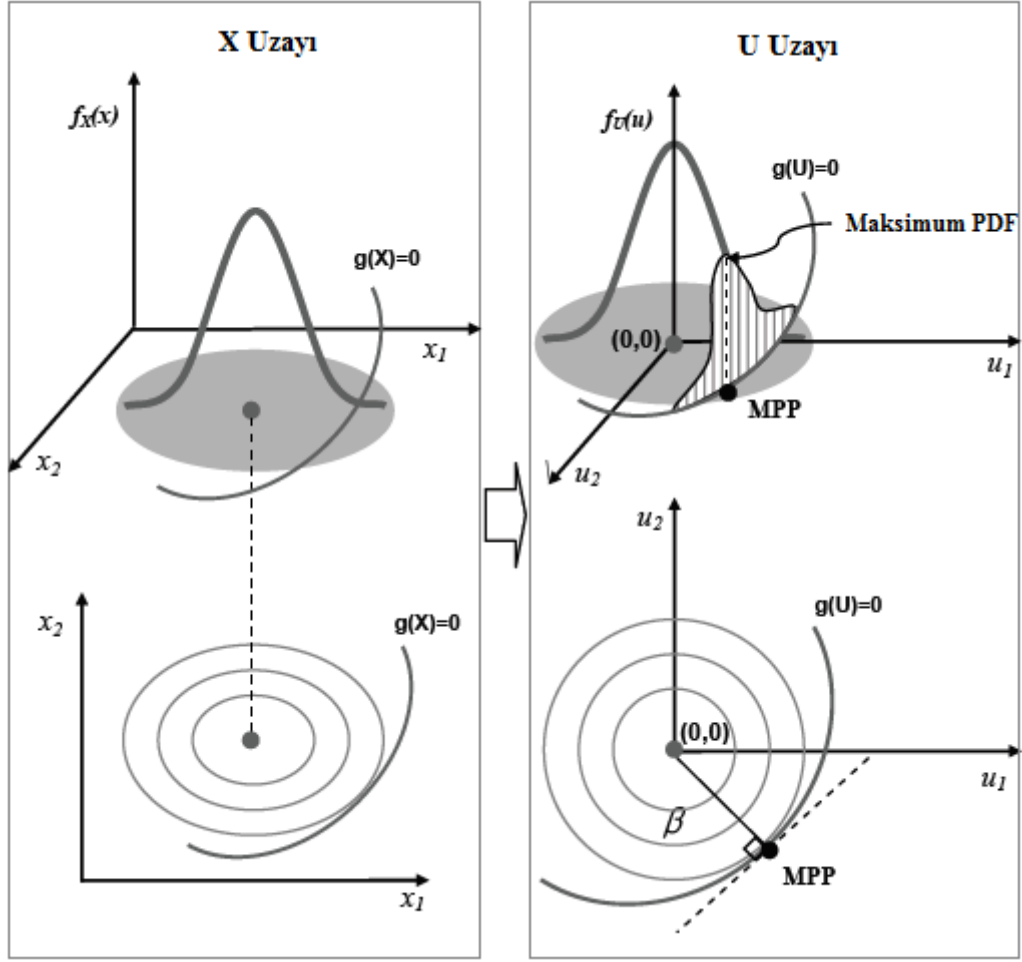 X Uzayı
fX(x)
g(X)=0
x1
x2
x2
g(X)=0
x1
U Uzayı
fU(u)
g(U)=0
Maksimum PDF
(0,0)
u1
MPP
u2
u2
g(U)=0
(0,0)
u1
β
MPP